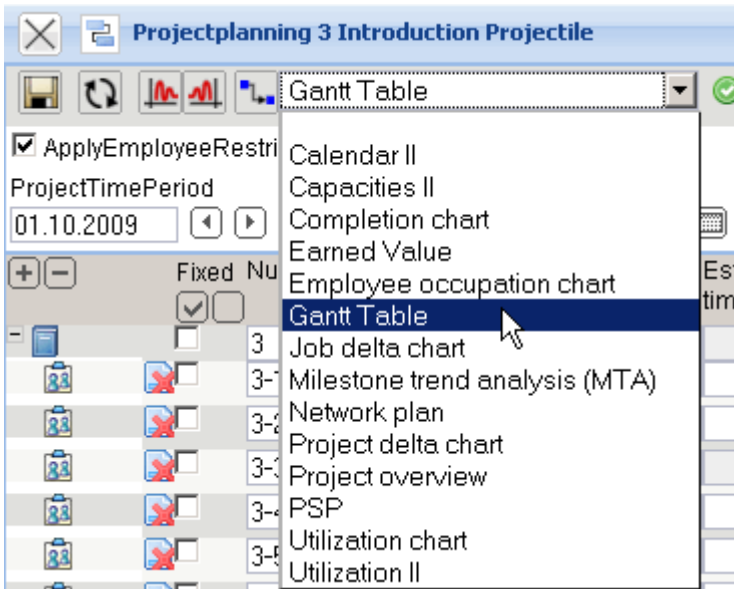 Projectplanning 3 Introduction Projectile
Gantt Table
ApplyEmployeeRestri
ProjectTimePeriod
01.10.2009
Calendar II
Capacities II
Completion chart
Earned Value
Employee occupation chart
Gantt Table
Job delta chart
Milestone trend analysis (MTA)
Network plan
Project delta chart
Project overview
PSP
Utilization chart
Utilization II
Fixed Nu
Est
tim
3
3-1
3-2
3-3
3-4
3-5